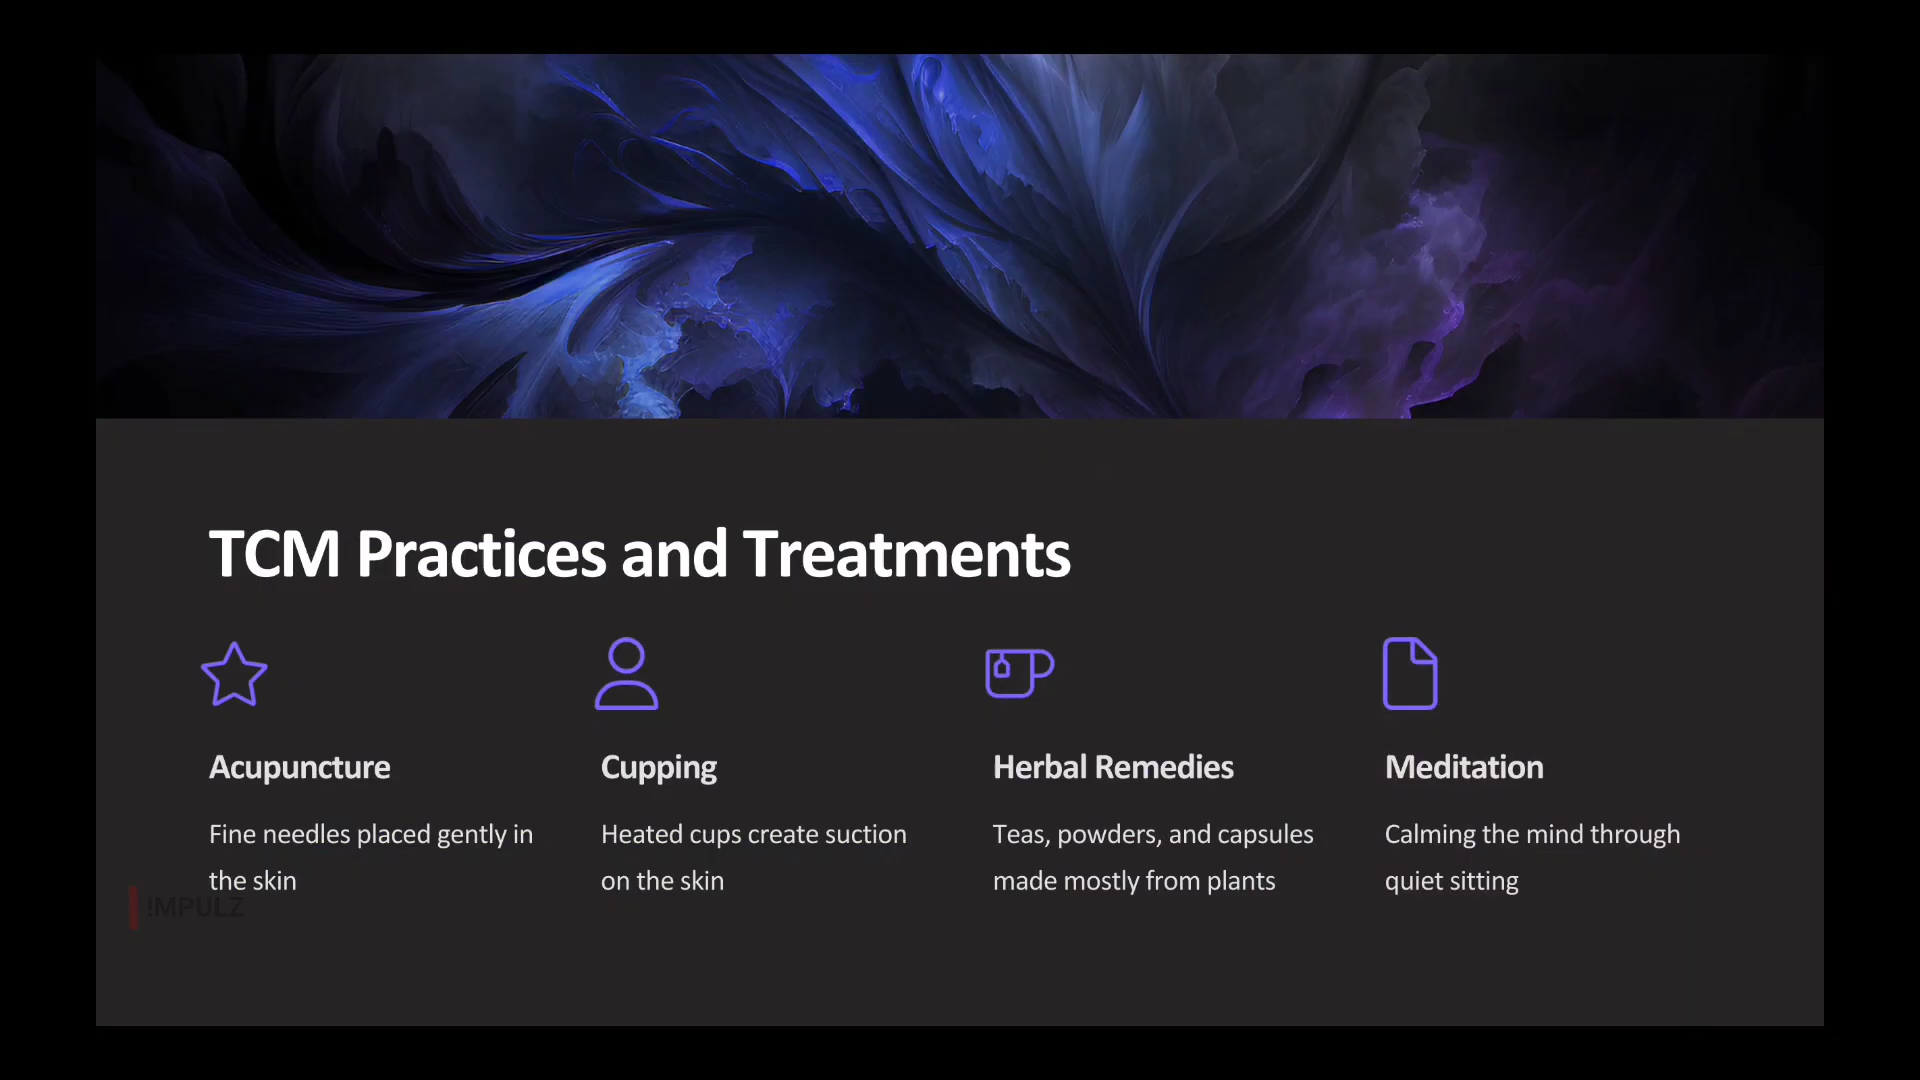 TCM Practices and Treatments
Acupuncture
Fine needles placed gently in
the skin
Cupping
Heated cups create suction
on the skin
Herbal Remedies
Teas, powders, and capsules
made mostly from plants
Meditation
Calming the mind through
quiet sitting
!MPULZ